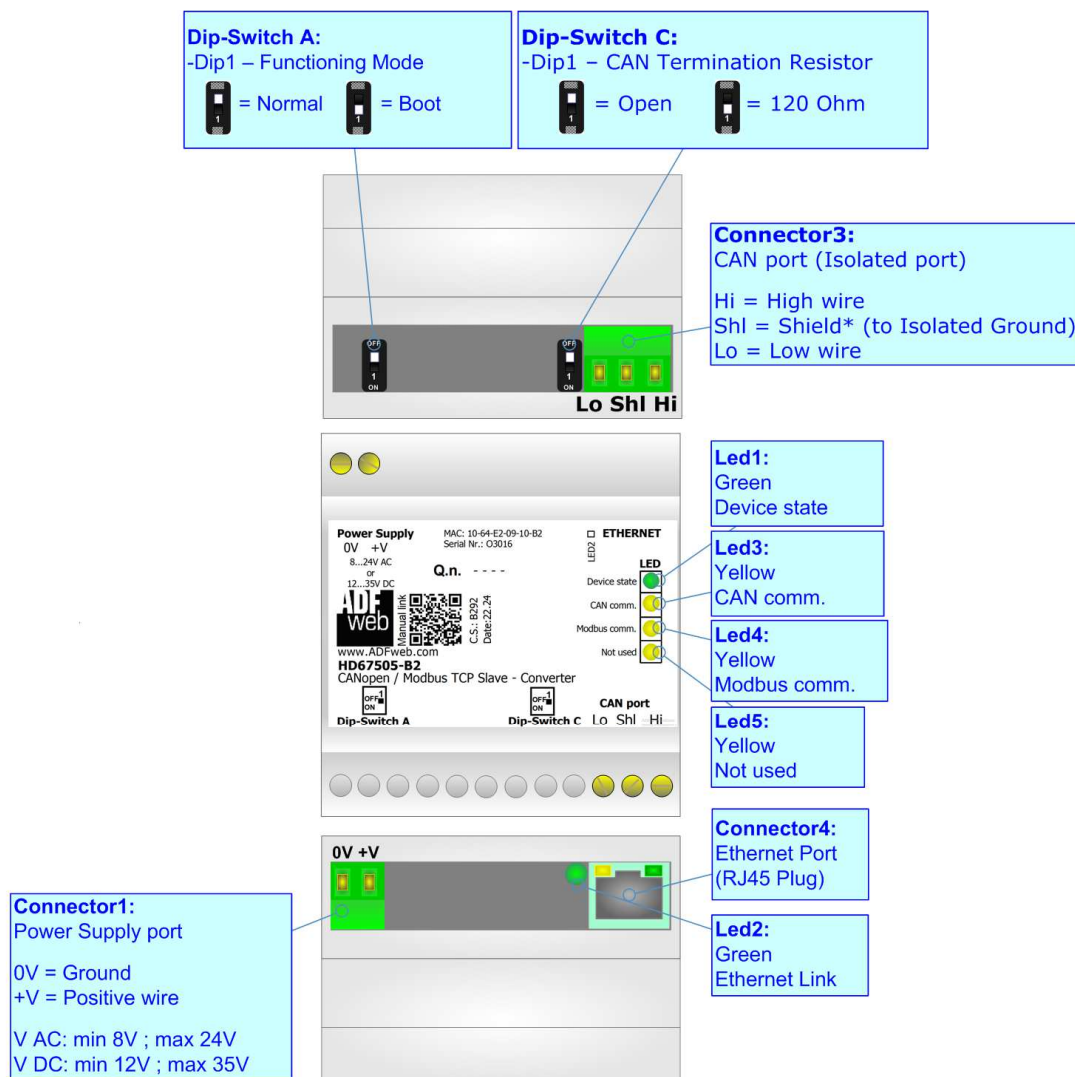 Dip-Switch A:
-Dip1 – Functioning Mode
1 = Normal 1 = Boot
Dip-Switch C:
-Dip1 – CAN Termination Resistor
1 = Open 1 = 120 Ohm
OFF
1
ON
OFF
1
ON
Lo Shl Hi
Connector3:
CAN port (Isolated port)
Hi = High wire
Shl = Shield* (to Isolated Ground)
Lo = Low wire
Power Supply
0V +V
8...24V AC
or
12...35V DC
MAC: 10-64-E2-09-10-B2
Serial Nr.: O3016
Q.n. - - - -
ADF
web
Manual link
C.S.: B292
Date:22.24
www.ADFweb.com
HD67505-B2
CANopen / Modbus TCP Slave - Converter
OFF 1
ON
Dip-Switch A
OFF 1
ON
Dip-Switch C
ETHERNET
LED2
LED
Device state
CAN comm.
Modbus comm.
Not used
CAN port
Lo Shl Hi
Led1:
Green
Device state
Led3:
Yellow
CAN comm.
Led4:
Yellow
Modbus comm.
Led5:
Yellow
Not used
0V +V
Connector4:
Ethernet Port
(RJ45 Plug)
Led2:
Green
Ethernet Link
Connector1:
Power Supply port
0V = Ground
+V = Positive wire
V AC: min 8V ; max 24V
V DC: min 12V ; max 35V